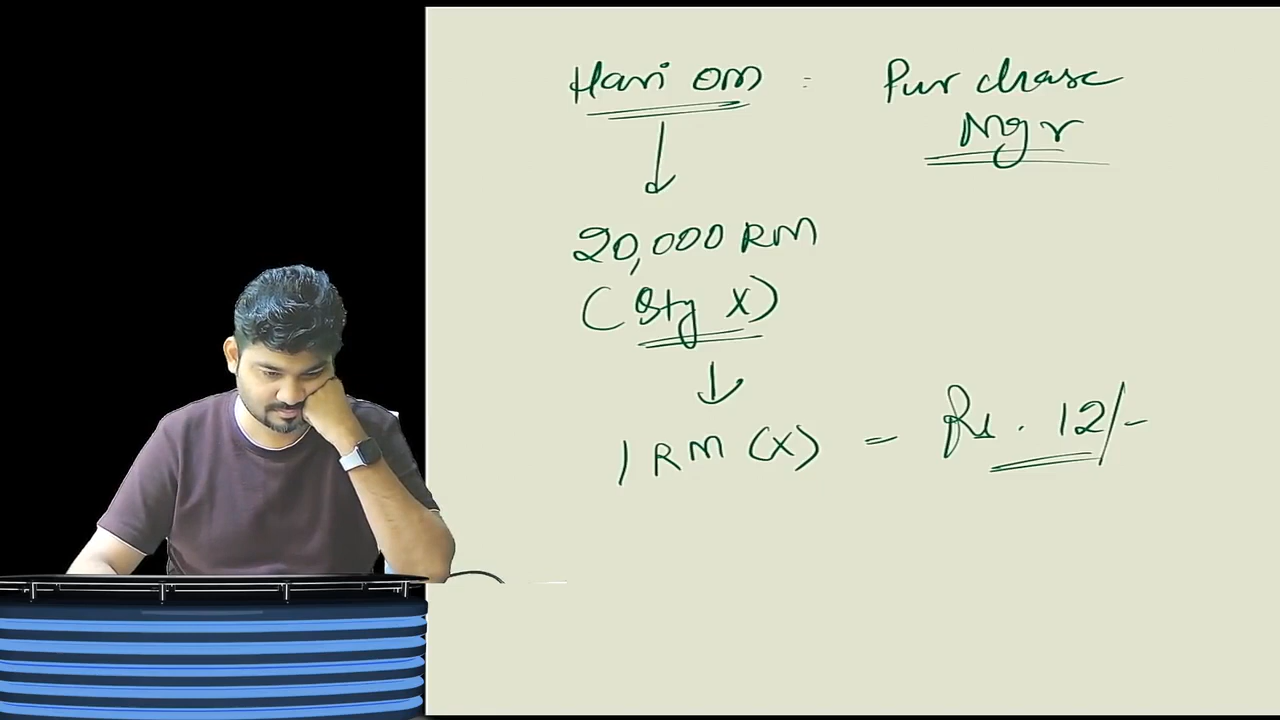 Hari Om : Purchase
Mgr
20,000 RM
(Qty X)
1 RM (X) = Rs. 12/-